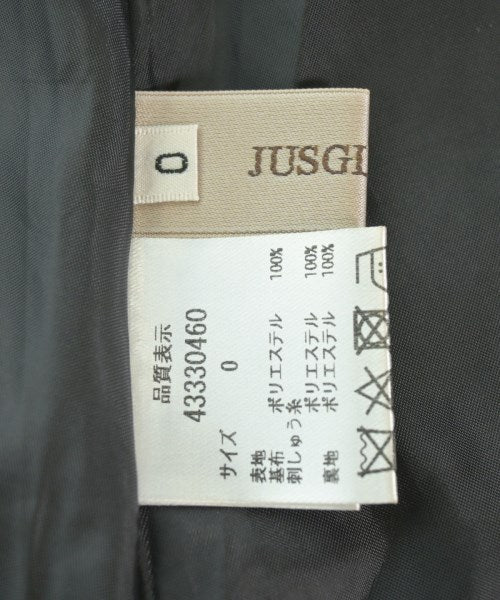 0
JUSGL
品質表示
43330460
サイズ 0
表地
基布 ポリエステル 100%
刺しゅう糸 ポリエステル 100%
裏地 ポリエステル 100%